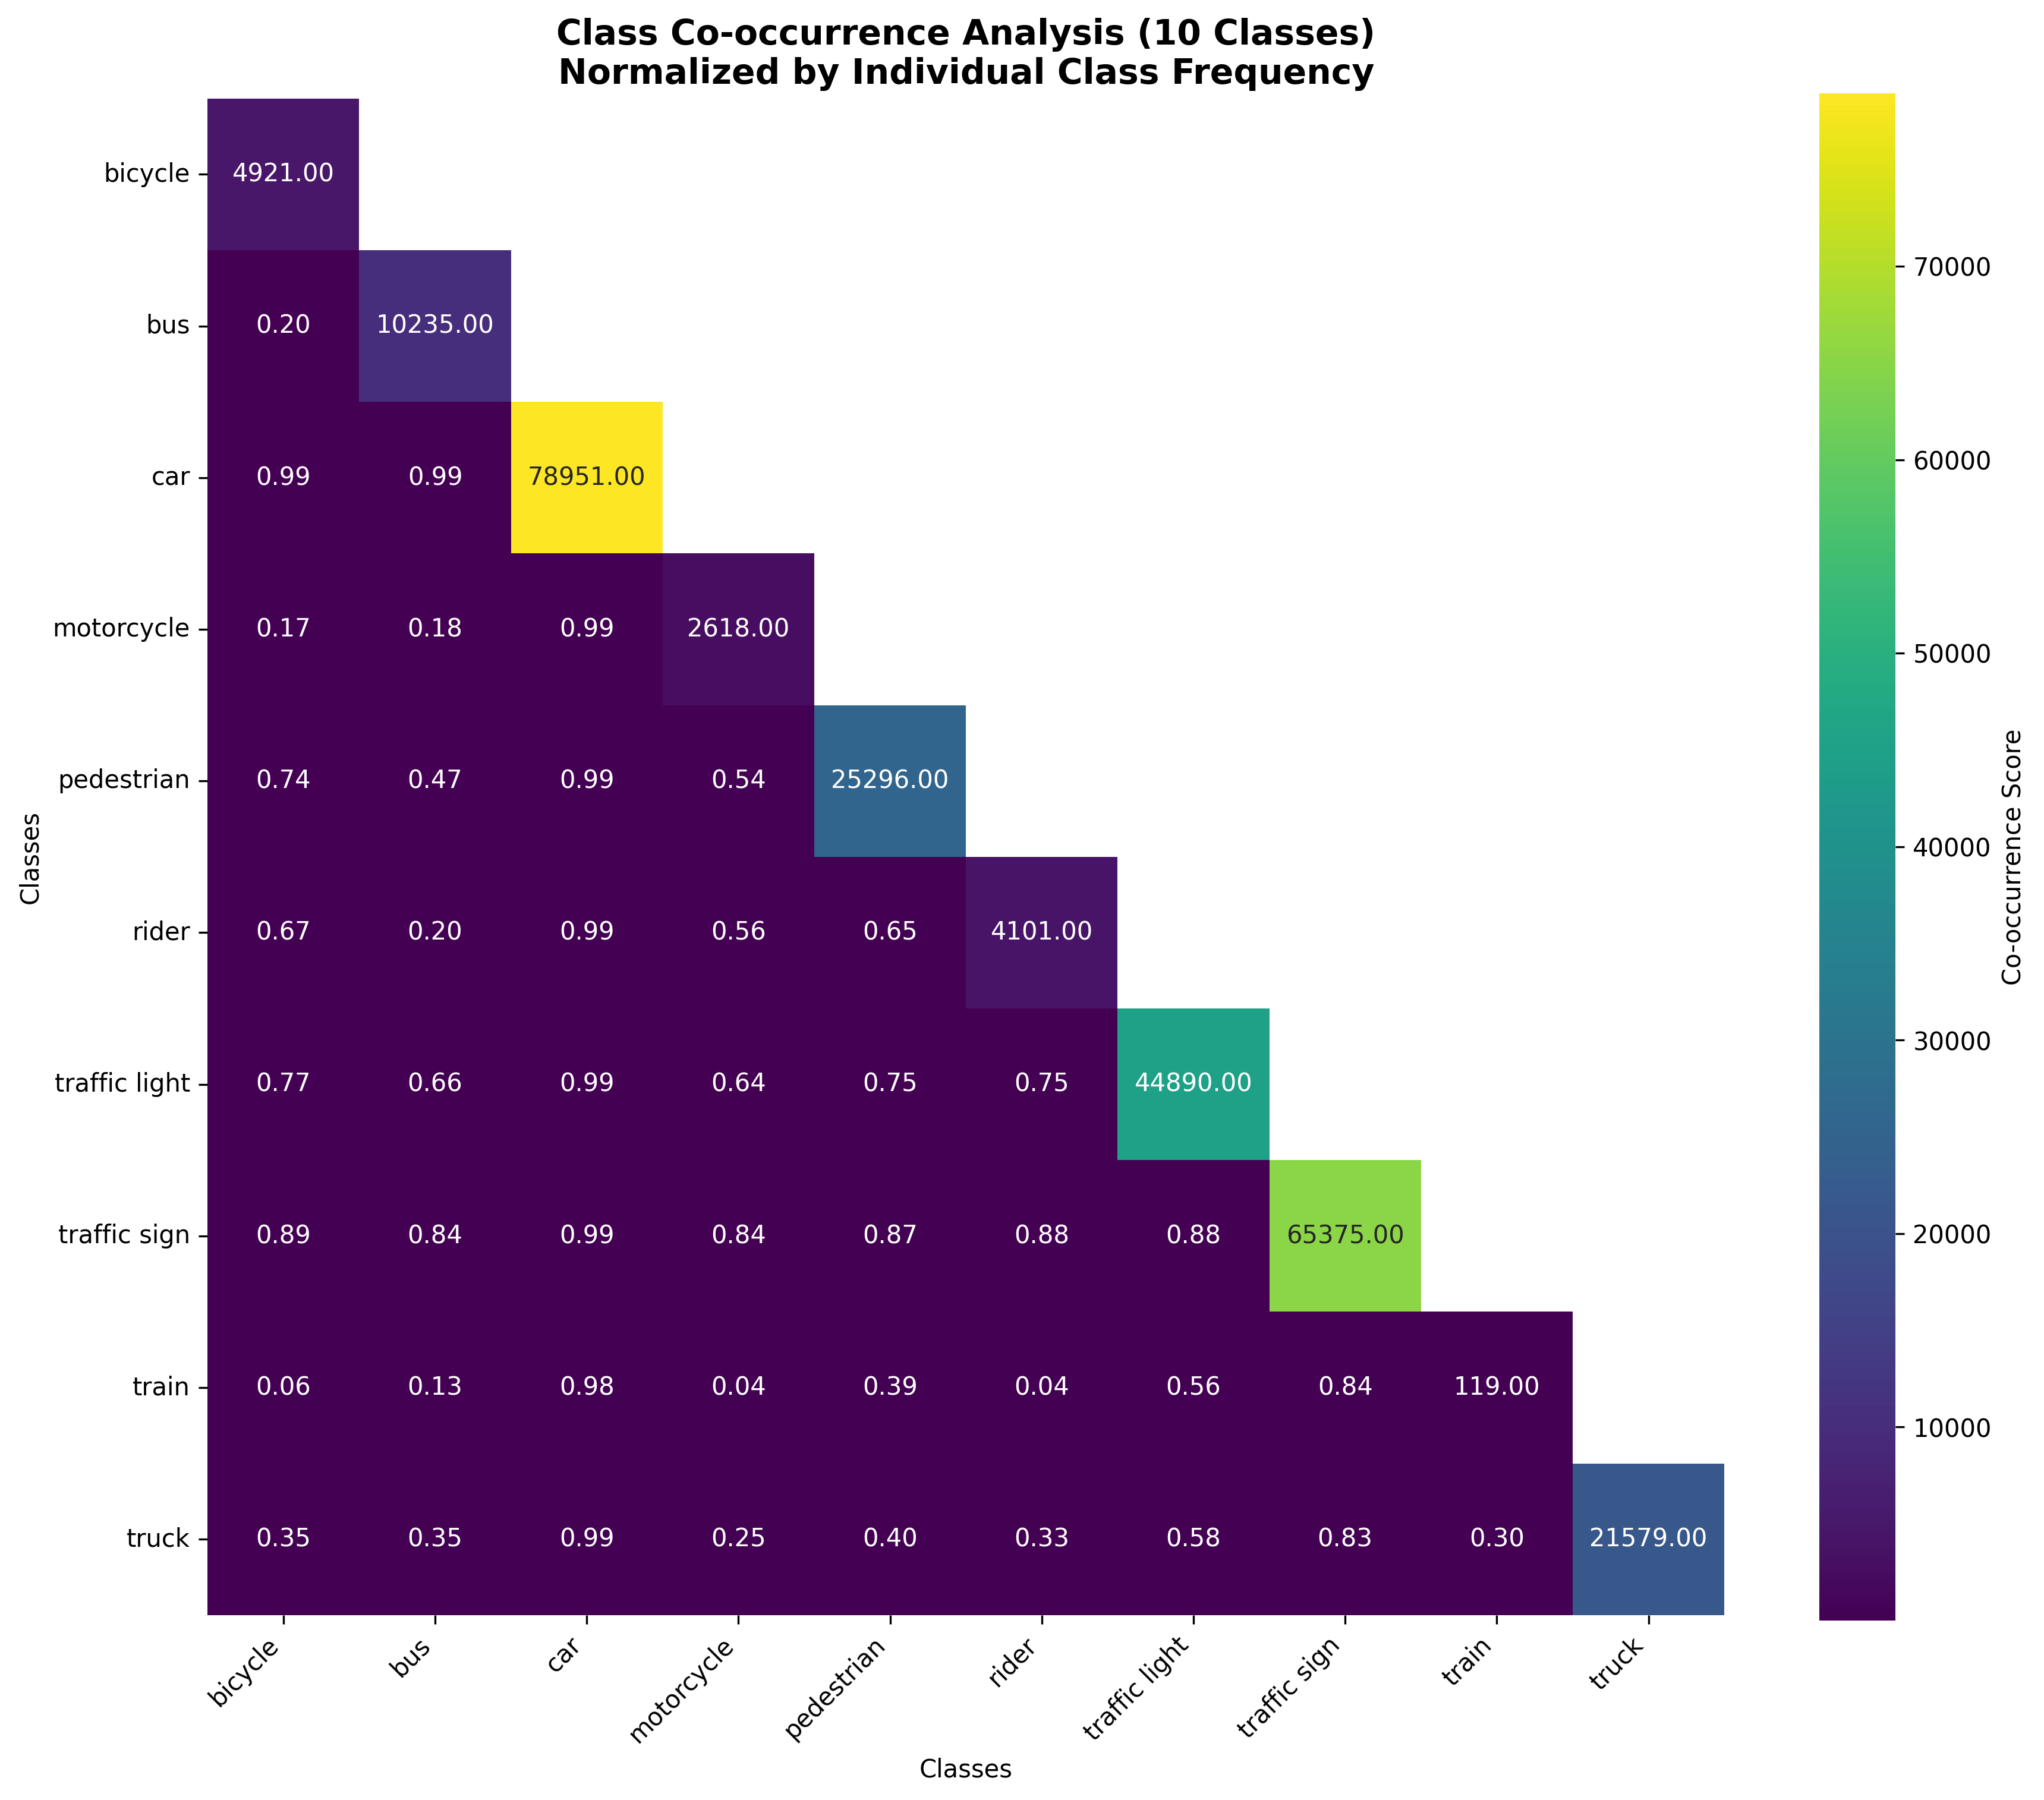 Class Co-occurrence Analysis (10 Classes)
Normalized by Individual Class Frequency
bicycle 4921.00
bus 0.20 10235.00
car 0.99 0.99 78951.00
motorcycle 0.17 0.18 0.99 2618.00
pedestrian 0.74 0.47 0.99 0.54 25296.00
rider 0.67 0.20 0.99 0.56 0.65 4101.00
traffic light 0.77 0.66 0.99 0.64 0.75 0.75 44890.00
traffic sign 0.89 0.84 0.99 0.84 0.87 0.88 0.88 65375.00
train 0.06 0.13 0.98 0.04 0.39 0.04 0.56 0.84 119.00
truck 0.35 0.35 0.99 0.25 0.40 0.33 0.58 0.83 0.30 21579.00
bicycle bus car motorcycle pedestrian rider traffic light traffic sign train truck
Classes
Classes
70000
60000
50000
40000
30000
20000
10000
Co-occurrence Score